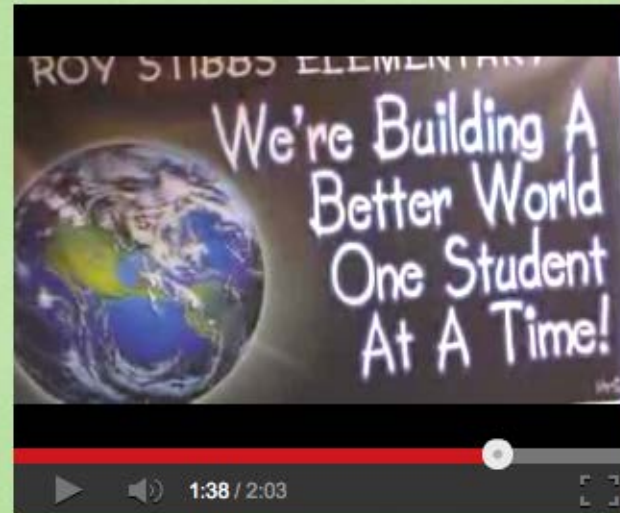 ROY STIBBS ELEMENTARY
We're Building A
Better World
One Student
At A Time!
1:38 / 2:03